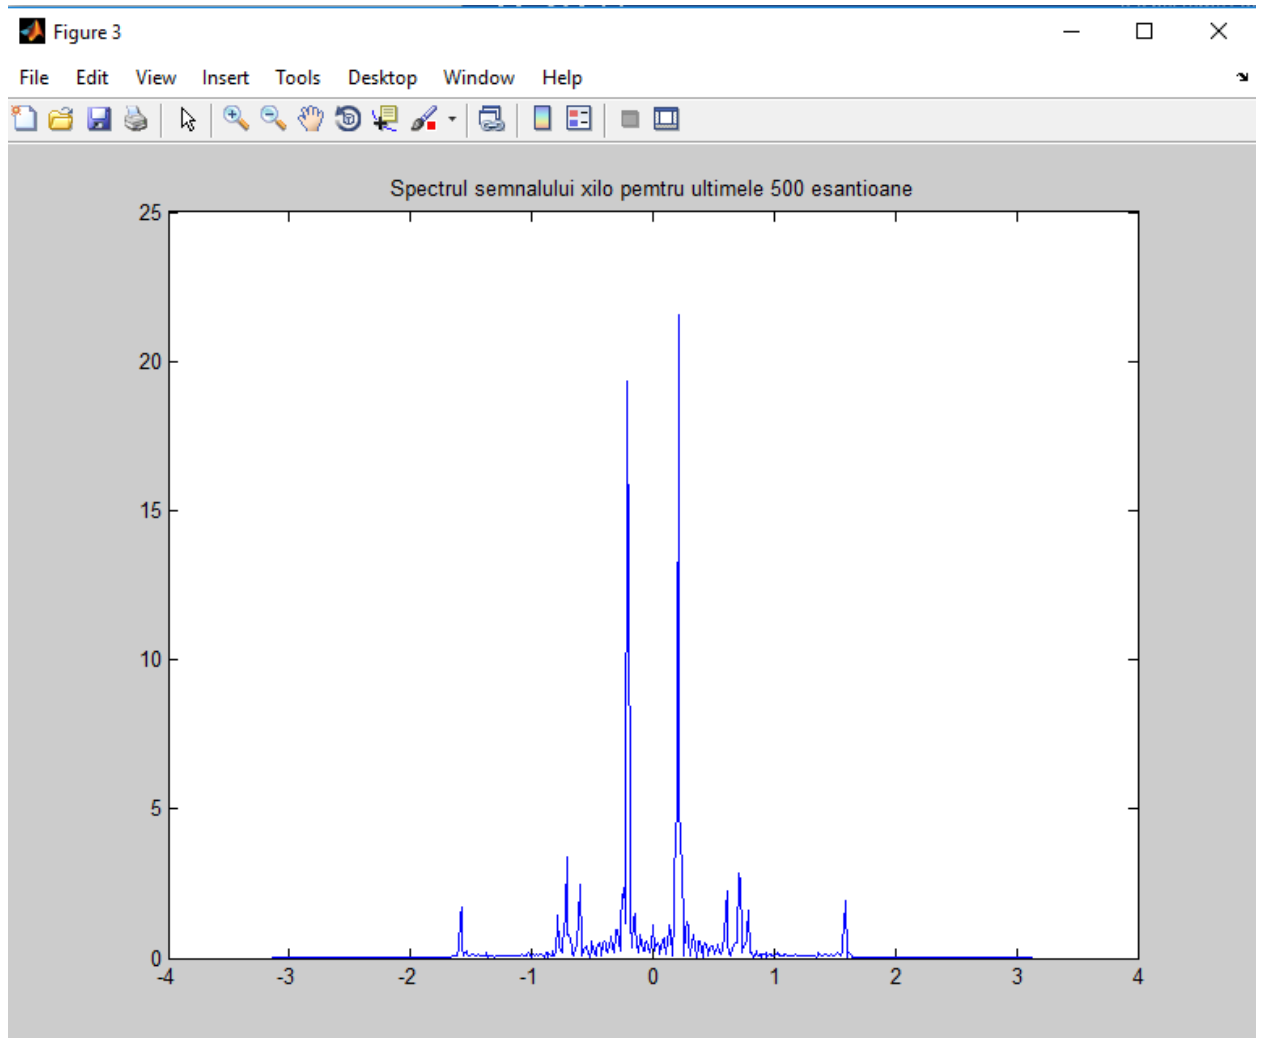 Figure 3
File Edit View Insert Tools Desktop Window Help
Spectrul semnalului xilo pemtru ultimele 500 esantioane
25
20
15
10
5
0
-4 -3 -2 -1 0 1 2 3 4